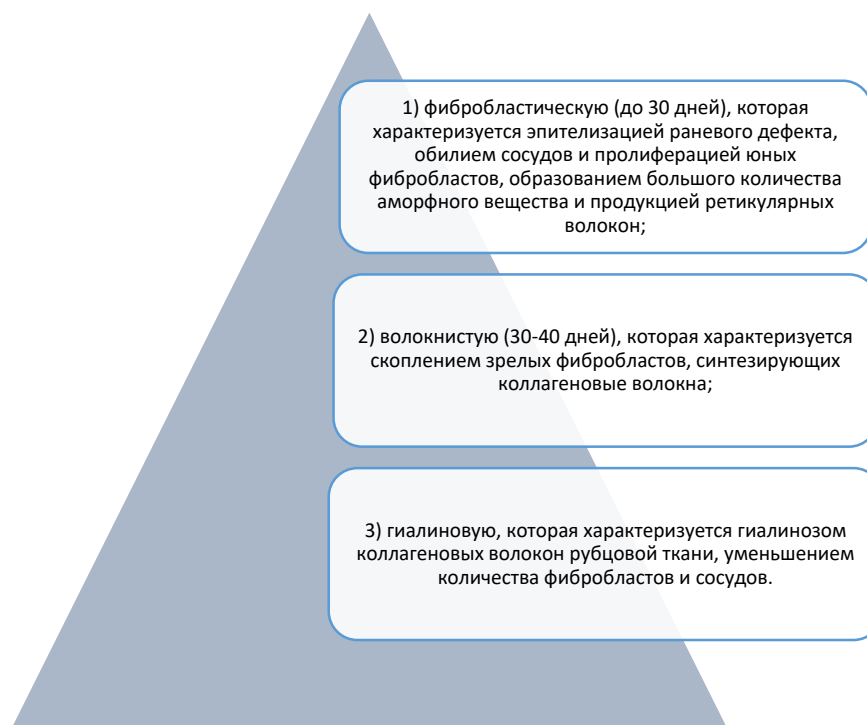 1) фибробластическую (до 30 дней), которая
характеризуется эпителизацией раневого дефекта,
обилием сосудов и пролиферацией юных
фибробластов, образованием большого количества
аморфного вещества и продукцией ретикулярных
волокон;
2) волокнистую (30-40 дней), которая характеризуется
скоплением зрелых фибробластов, синтезирующих
коллагеновые волокна;
3) гиалиновую, которая характеризуется гиалинозом
коллагеновых волокон рубцовой ткани, уменьшением
количества фибробластов и сосудов.